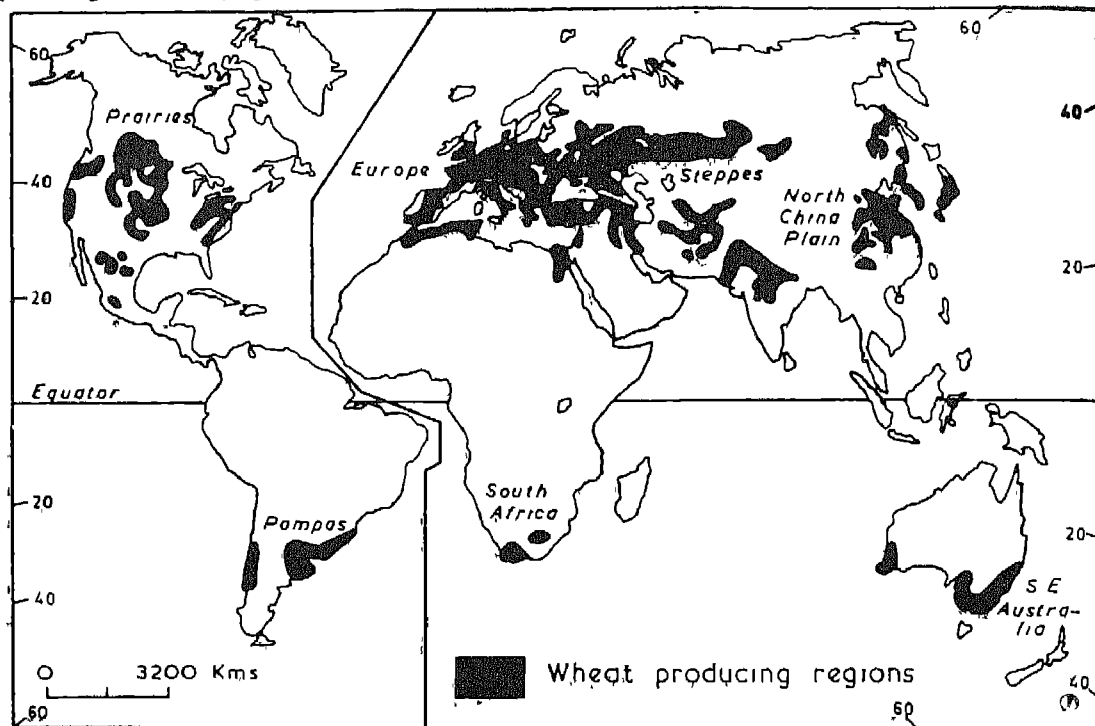 60
60
Prairies
40
Europe
Steppes
40
North
China
Plain
20
20
Equator
20
South
Africa
Pampas
20
40
S E
Austra-
lia
0 3200 Kms
Wheat producing regions
40
60
60